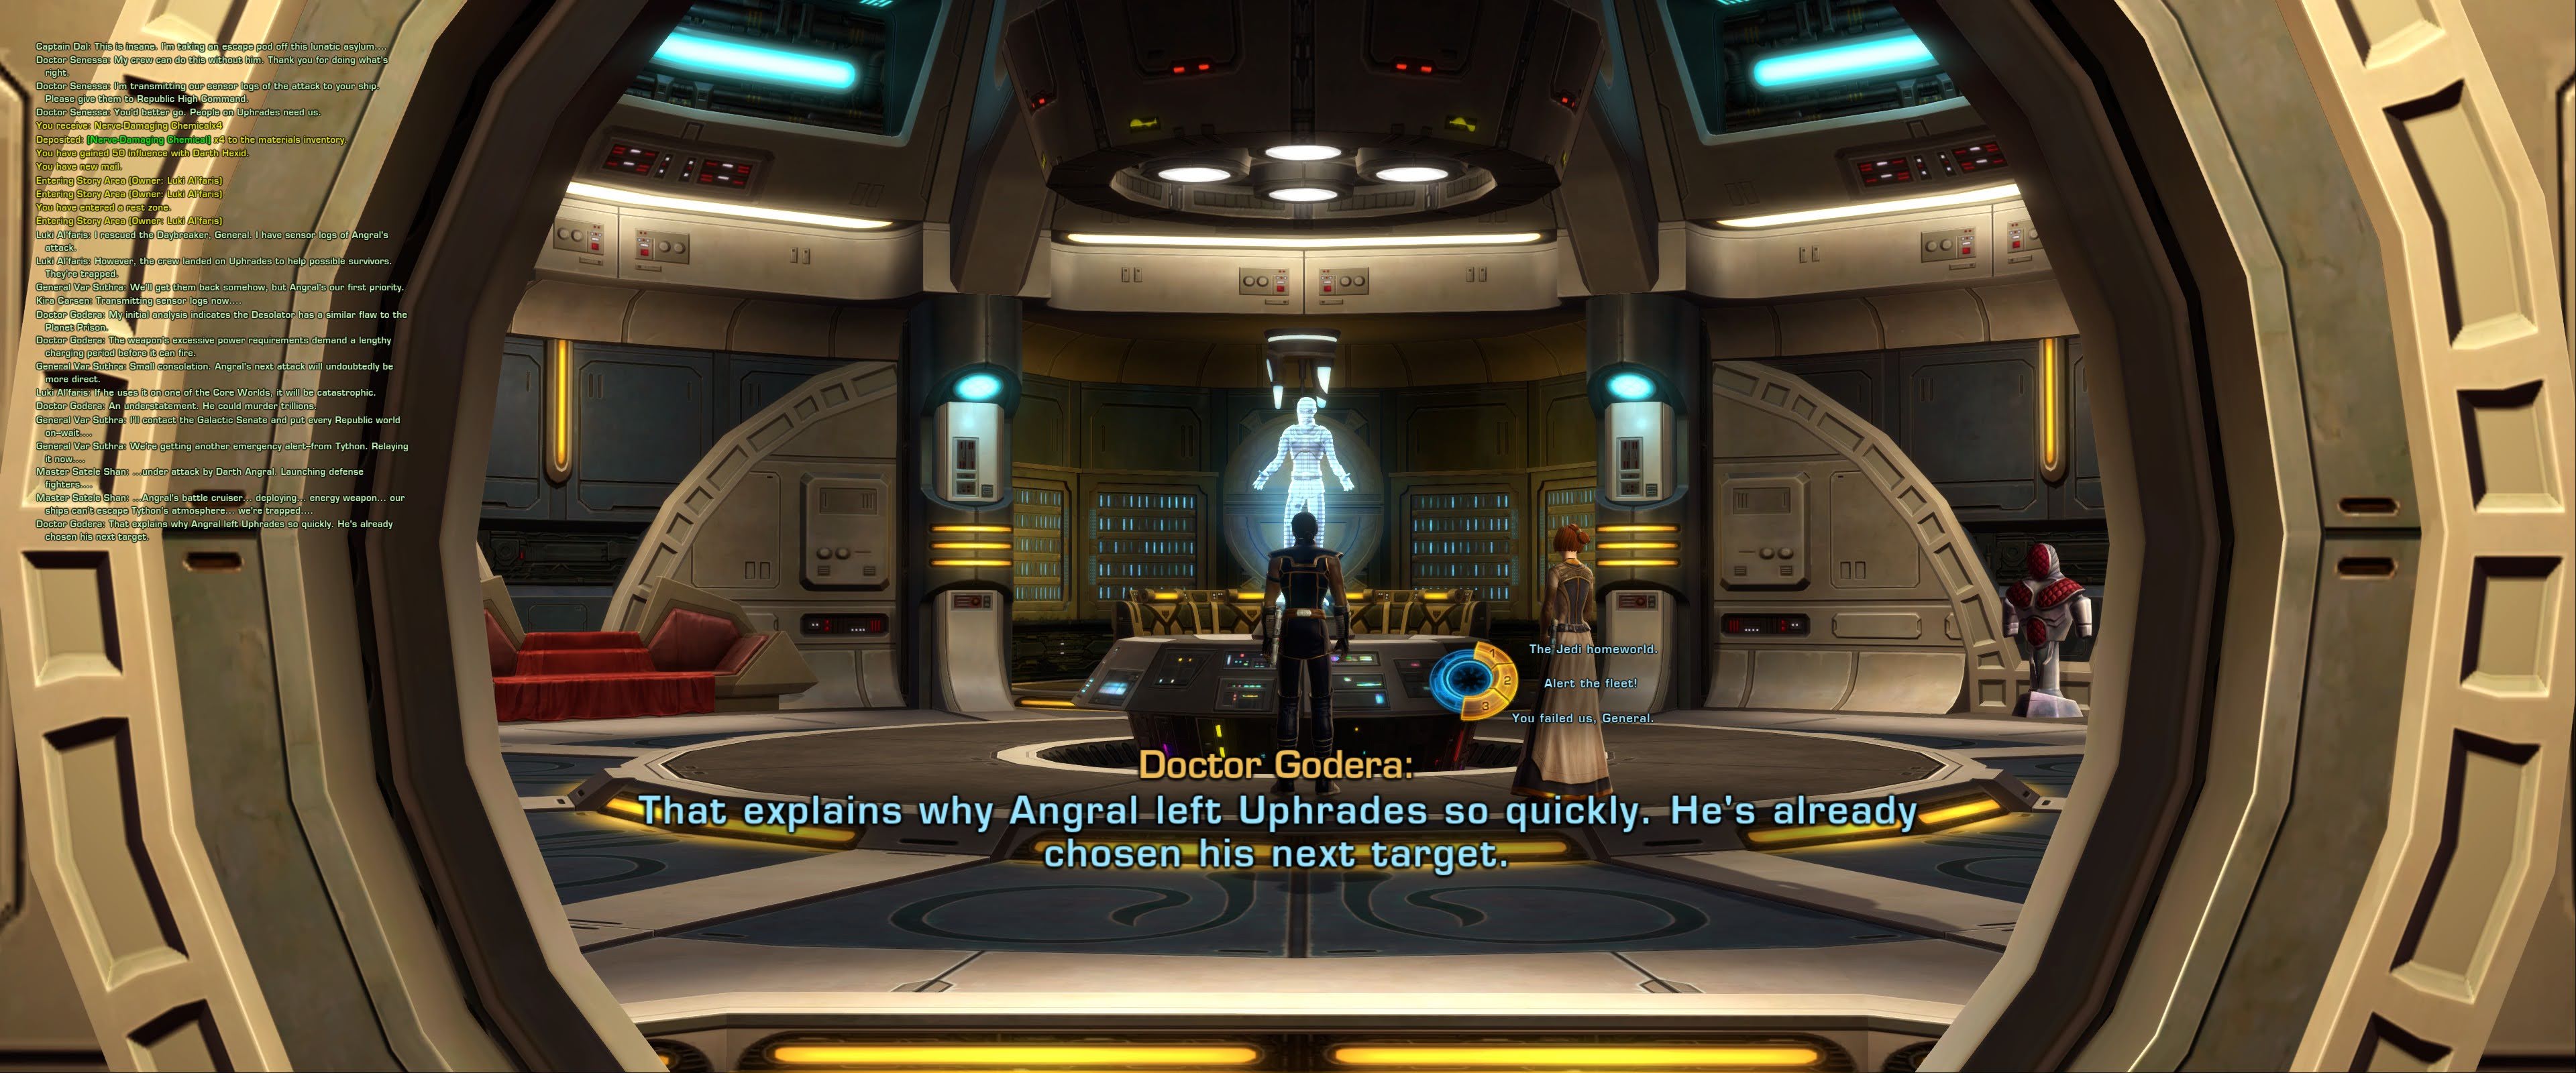 Captain Dal: This is insane. I'm taking an escape pod off this lunatic asylum....
Doctor Senessa: My crew can do this without him. Thank you for doing what's
right.
Doctor Senessa: I'm transmitting our sensor logs of the attack to your ship.
Please give them to Republic High Command.
Doctor Senessa: You'd better go. People on Uphrades need us.
You receive: Nerve-Damaging Chemicalx4
Deposited: [Nerve-Damaging Chemical] x4 to the materials inventory.
You have gained 50 influence with Darth Hexid.
You have new mail.
Entering Story Area (Owner: Luki Al'faris)
Entering Story Area (Owner: Luki Al'faris)
You have entered a rest zone.
Entering Story Area (Owner: Luki Al'faris)
Luki Al'faris: I rescued the Daybreaker, General. I have sensor logs of Angral's
attack.
Luki Al'faris: However, the crew landed on Uphrades to help possible survivors.
They're trapped.
General Var Suthra: We'll get them back somehow, but Angral's our first priority.
Kira Carsen: Transmitting sensor logs now....
Doctor Godera: My initial analysis indicates the Desolator has a similar flaw to the
Planet Prison.
Doctor Godera: The weapon's excessive power requirements demand a lengthy
charging period before it can fire.
General Var Suthra: Small consolation. Angral's next attack will undoubtedly be
more direct.
Luki Al'faris: If he uses it on one of the Core Worlds, it will be catastrophic.
Doctor Godera: An understatement. He could murder trillions.
General Var Suthra: I'll contact the Galactic Senate and put every Republic world
on--wait....
General Var Suthra: We're getting another emergency alert--from Tython. Relaying
it now....
Master Satele Shan: ...under attack by Darth Angral. Launching defense
fighters....
Master Satele Shan: ...Angral's battle cruiser... deploying... energy weapon... our
ships can't escape Tython's atmosphere... we're trapped....
Doctor Godera: That explains why Angral left Uphrades so quickly. He's already
chosen his next target.
1 The Jedi homeworld.
2 Alert the fleet!
3 You failed us, General.
Doctor Godera:
That explains why Angral left Uphrades so quickly. He's already
chosen his next target.